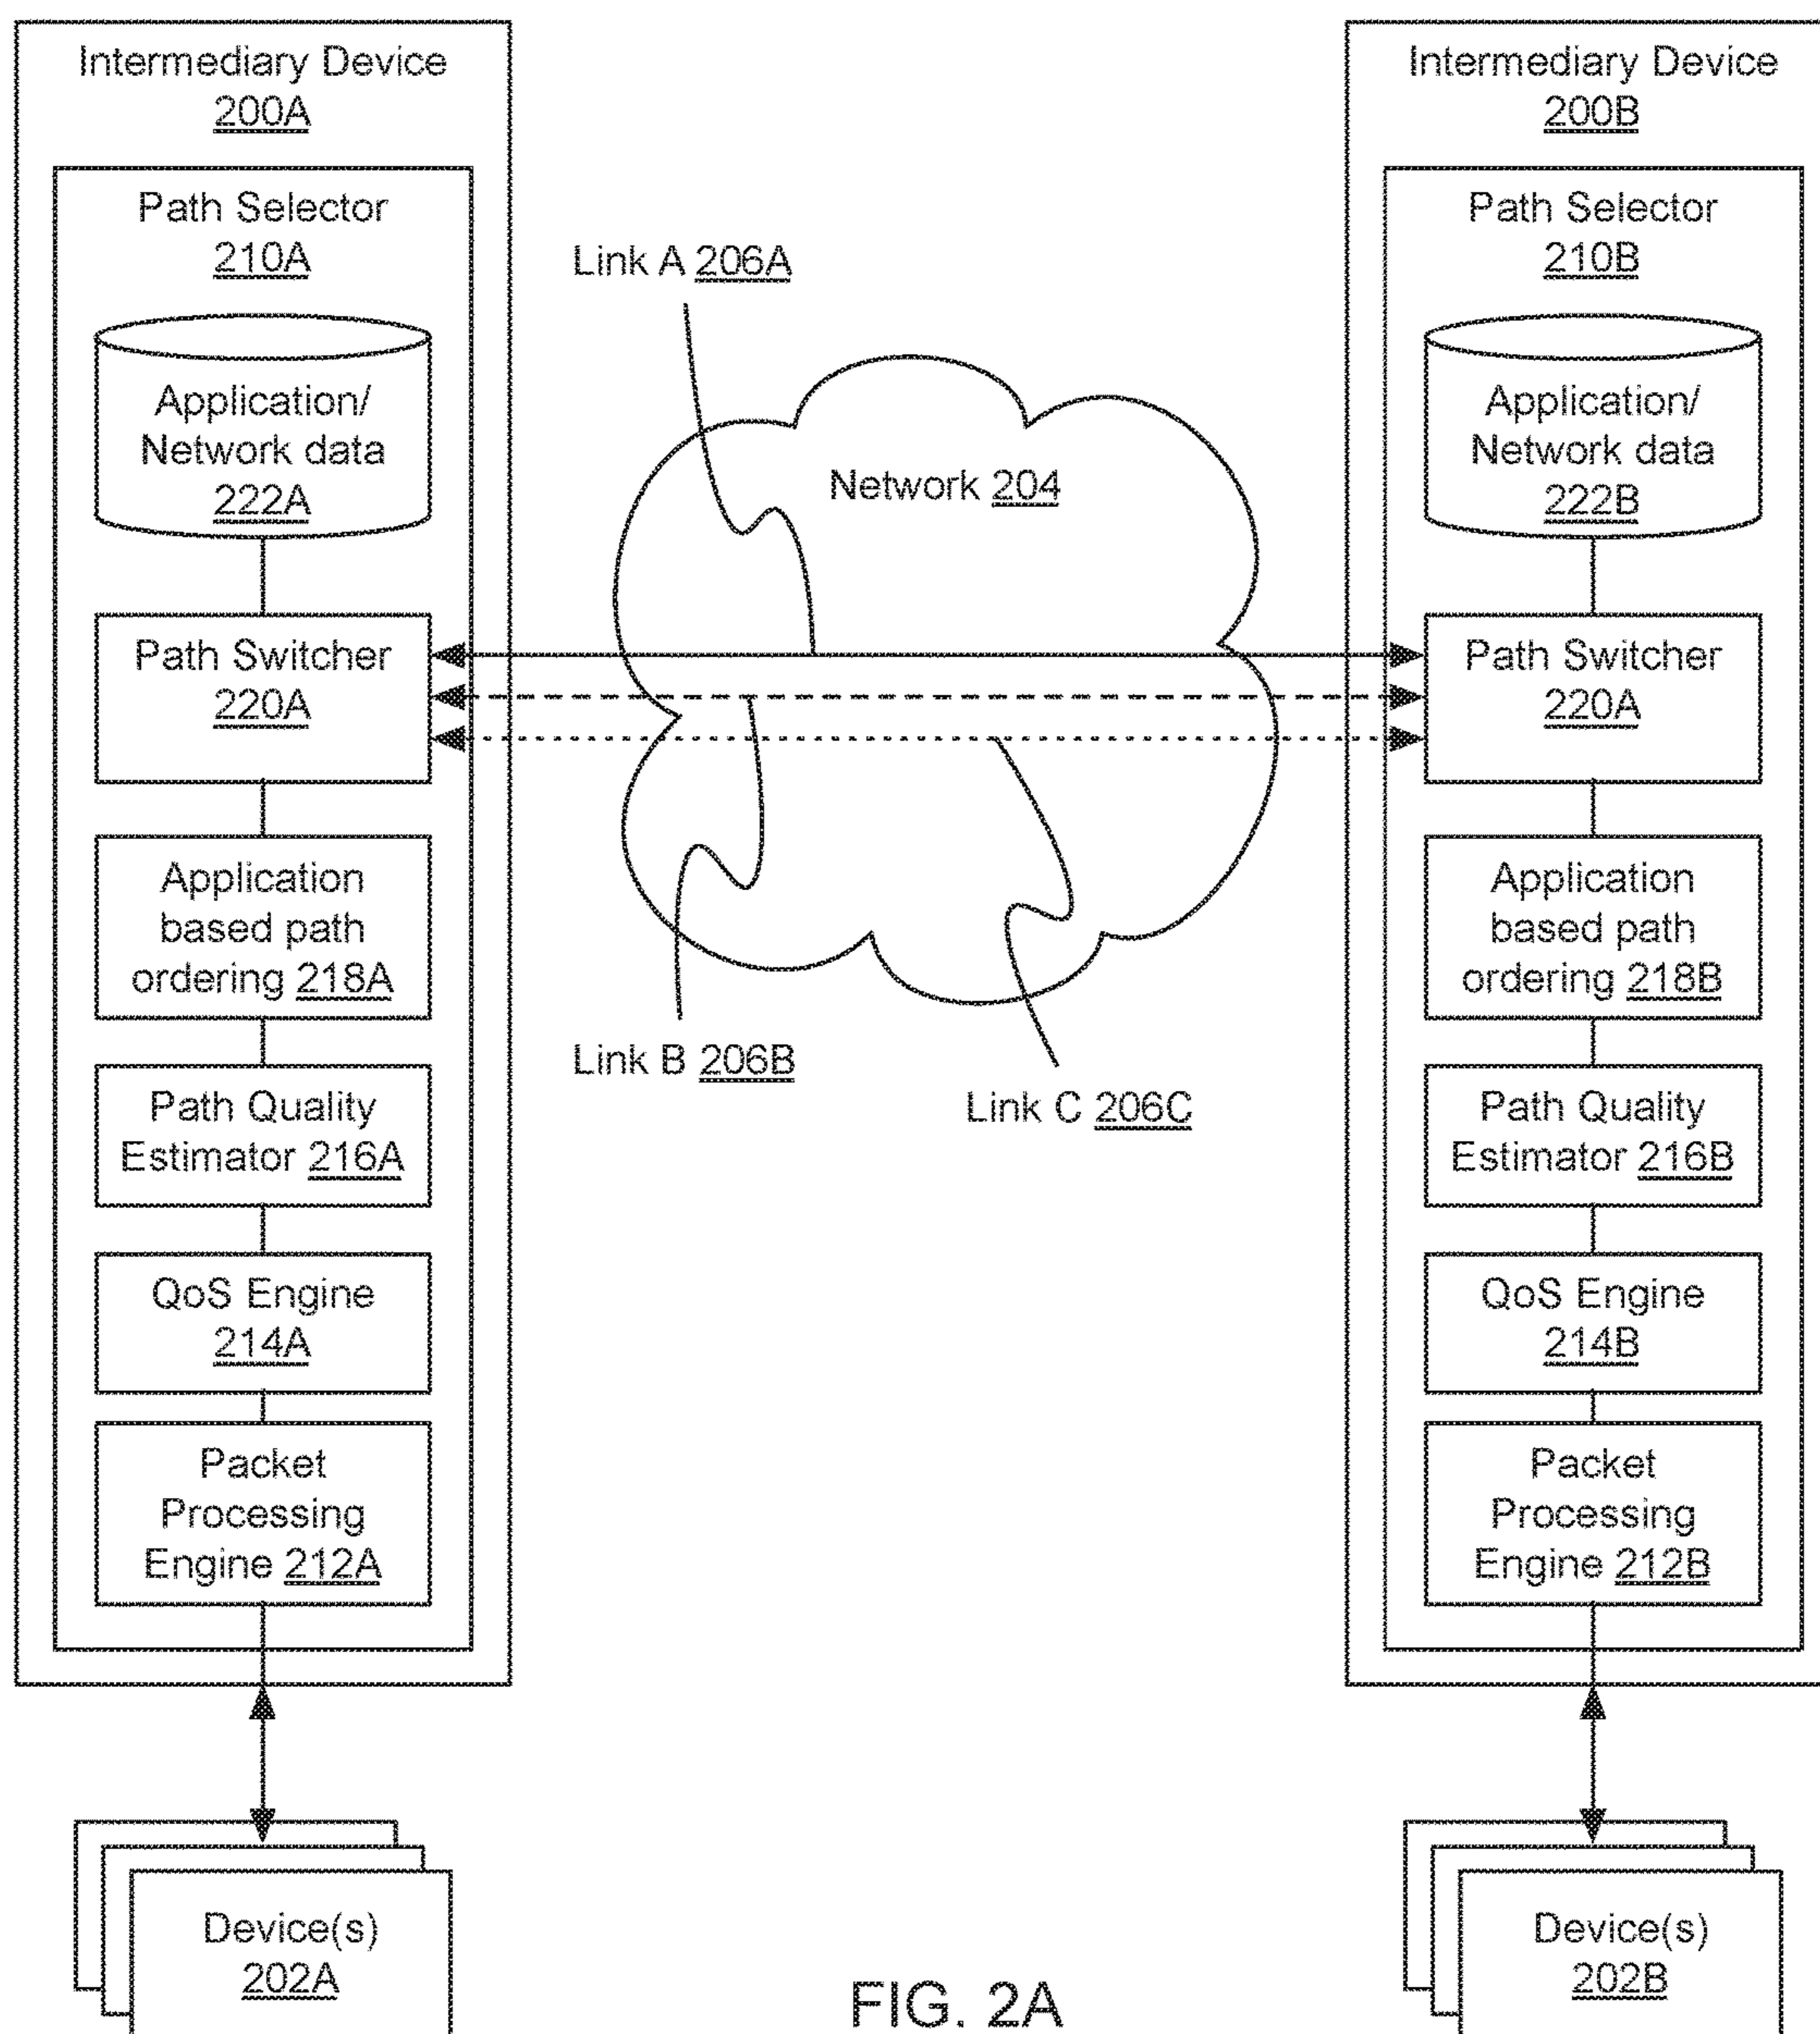 Intermediary Device
200A
Path Selector
210A
Application/
Network data
222A
Path Switcher
220A
Application
based path
ordering 218A
Path Quality
Estimator 216A
QoS Engine
214A
Packet
Processing
Engine 212A
Device(s)
202A
Link A 206A
Network 204
Link B 206B
Link C 206C
Intermediary Device
200B
Path Selector
210B
Application/
Network data
222B
Path Switcher
220A
Application
based path
ordering 218B
Path Quality
Estimator 216B
QoS Engine
214B
Packet
Processing
Engine 212B
Device(s)
202B
FIG. 2A